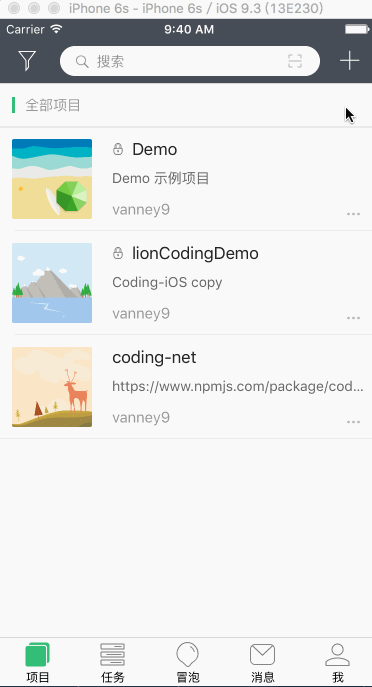 iPhone 6s - iPhone 6s / iOS 9.3 (13E230)
Carrier 9:40 AM
搜索
全部项目
Demo
Demo 示例项目
vanney9
...
lionCodingDemo
Coding-iOS copy
vanney9
...
coding-net
https://www.npmjs.com/package/cod...
vanney9
...
项目 任务 冒泡 消息 我